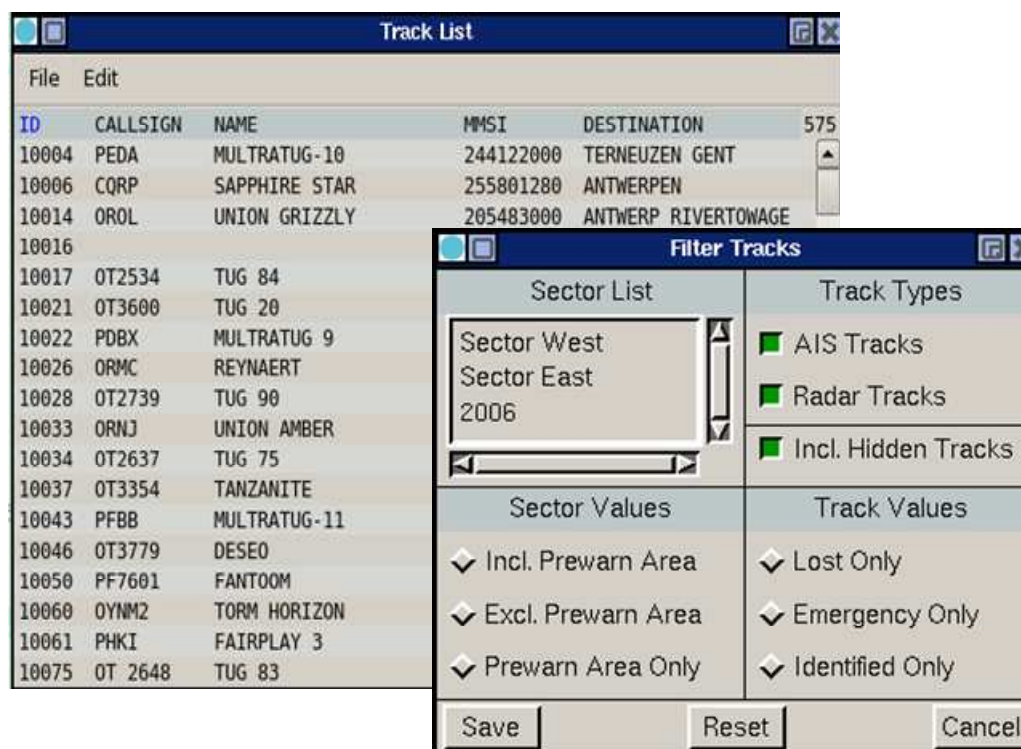 Track List
File Edit
ID CALLSIGN NAME MMSI DESTINATION 575
10004 PEDA MULTRATUG-10 244122000 TERNEUZEN GENT
10006 CQRP SAPPHIRE STAR 255801280 ANTWERPEN
10014 OROL UNION GRIZZLY 205483000 ANTWERP RIVERTOWAGE
10016
10017 OT2534 TUG 84
10021 OT3600 TUG 20
10022 PDBX MULTRATUG 9
10026 ORMC REYNAERT
10028 OT2739 TUG 90
10033 ORNJ UNION AMBER
10034 OT2637 TUG 75
10037 OT3354 TANZANITE
10043 PFBB MULTRATUG-11
10046 OT3779 DESEO
10050 PF7601 FANTOOM
10060 OYNM2 TORM HORIZON
10061 PHKI FAIRPLAY 3
10075 OT 2648 TUG 83
Filter Tracks
Sector List
Sector West
Sector East
2006
Track Types
AIS Tracks
Radar Tracks
Incl. Hidden Tracks
Sector Values
Incl. Prewarn Area
Excl. Prewarn Area
Prewarn Area Only
Track Values
Lost Only
Emergency Only
Identified Only
Save Reset Cancel